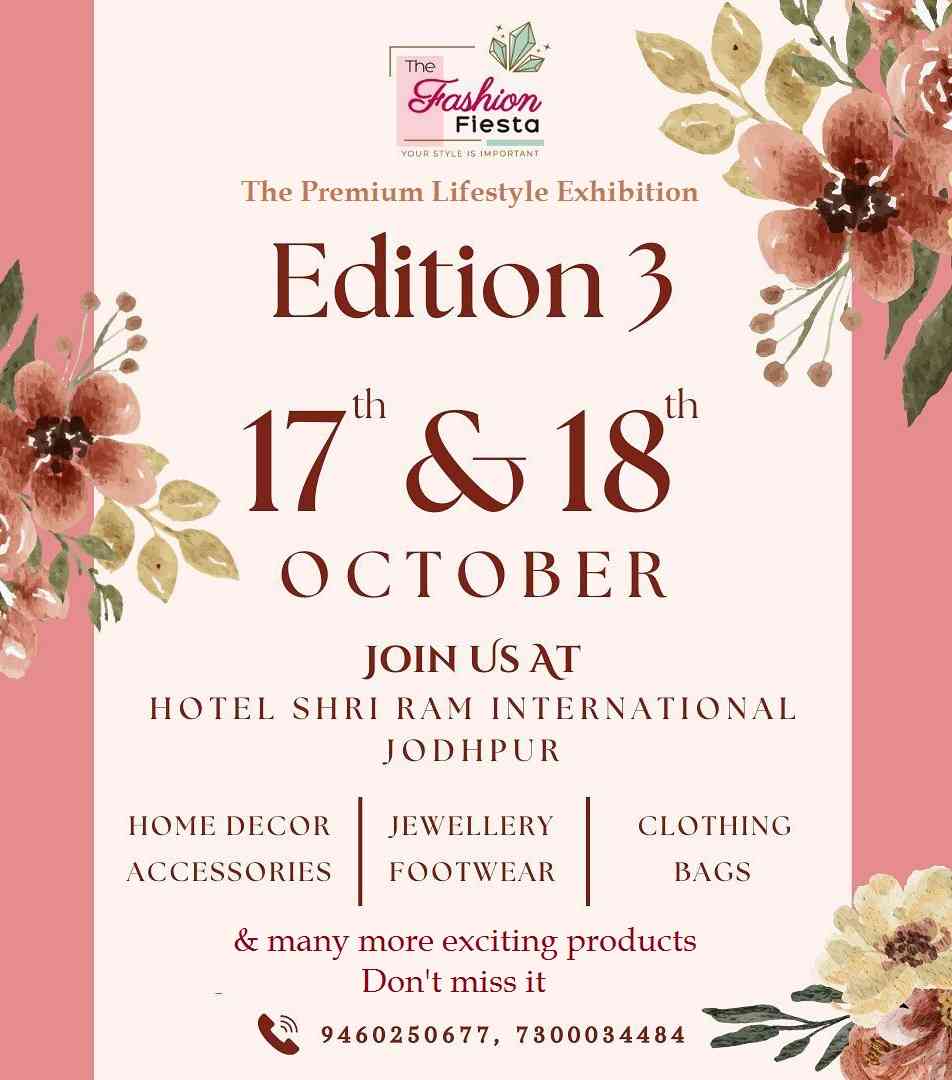 The
Fashion
Fiesta
YOUR STYLE IS IMPORTANT
The Premium Lifestyle Exhibition
Edition 3
17th & 18th
OCTOBER
JOIN US AT
HOTEL SHRI RAM INTERNATIONAL
JODHPUR
HOME DECOR
ACCESSORIES
JEWELLERY
FOOTWEAR
CLOTHING
BAGS
& many more exciting products
Don't miss it
9460250677, 7300034484